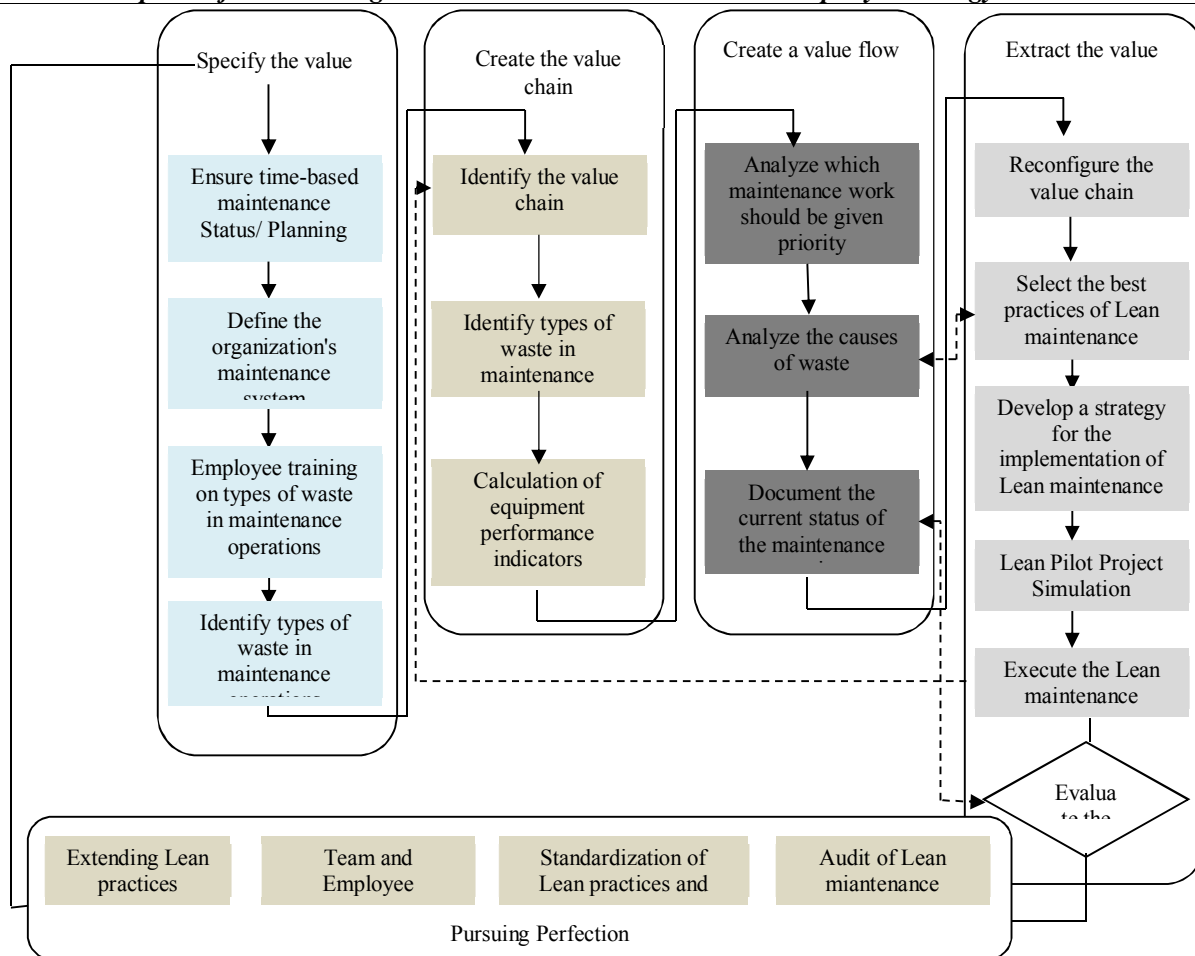 Specify the value
Ensure time-based
maintenance
Status/ Planning
Define the
organization's
maintenance
system
Employee training
on types of waste
in maintenance
operations
Identify types of
waste in
maintenance
operations
Create the value
chain
Identify the value
chain
Identify types of
waste in
maintenance
Calculation of
equipment
performance
indicators
Create a value flow
Analyze which
maintenance work
should be given
priority
Analyze the causes
of waste
Document the
current status of
the maintenance
Extract the value
Reconfigure the
value chain
Select the best
practices of Lean
maintenance
Develop a strategy
for the
implementation of
Lean maintenance
Lean Pilot Project
Simulation
Execute the Lean
maintenance
Evalua
te the
Extending Lean
practices
Team and
Employee
Standardization of
Lean practices and
Audit of Lean
miantenance
Pursuing Perfection